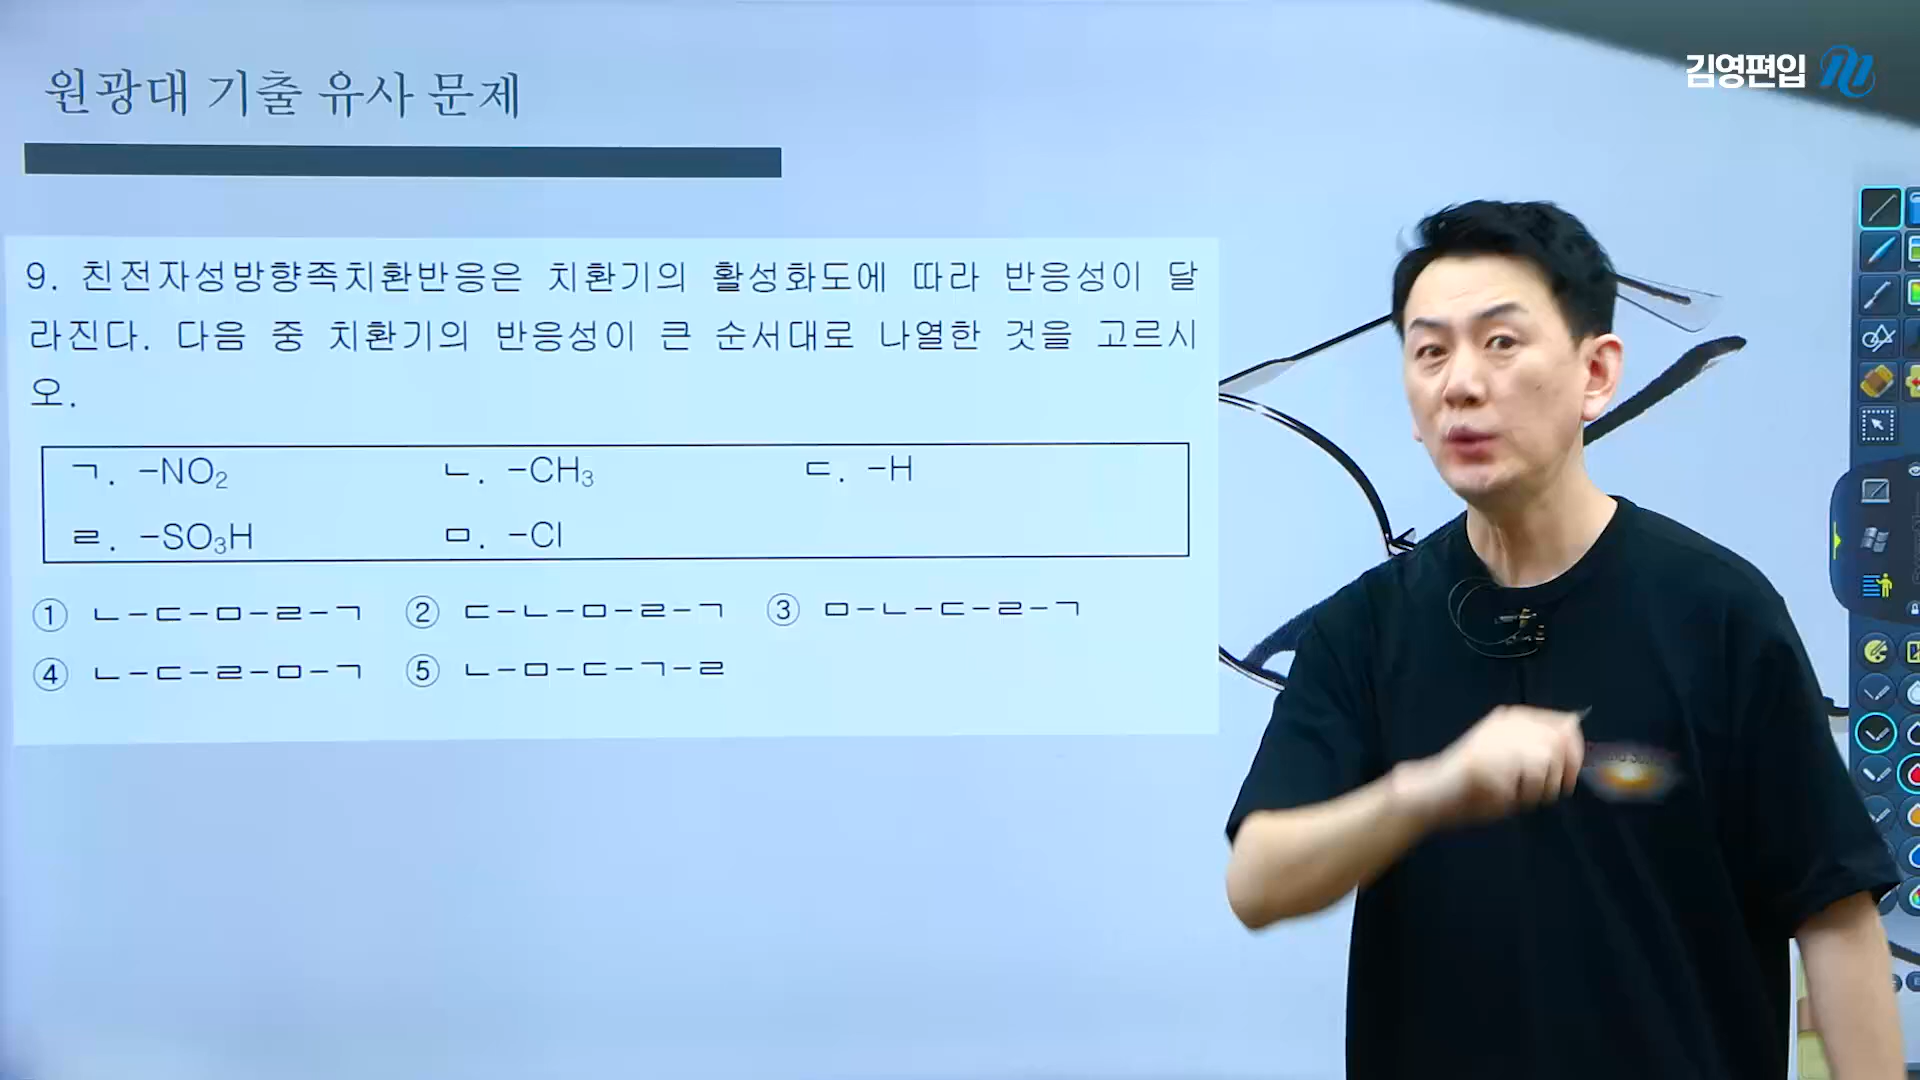 원광대 기출 유사 문제
김영편입
9. 친전자성방향족치환반응은 치환기의 활성화도에 따라 반응성이 달
라진다. 다음 중 치환기의 반응성이 큰 순서대로 나열한 것을 고르시
오.
ㄱ. -NO₂ ㄴ. -CH₃ ㄷ. -H
ㄹ. -SO₃H ㅁ. -Cl
① ㄴ-ㄷ-ㅁ-ㄹ-ㄱ ② ㄷ-ㄴ-ㅁ-ㄹ-ㄱ ③ ㅁ-ㄴ-ㄷ-ㄹ-ㄱ
④ ㄴ-ㄷ-ㄹ-ㅁ-ㄱ ⑤ ㄴ-ㅁ-ㄷ-ㄱ-ㄹ